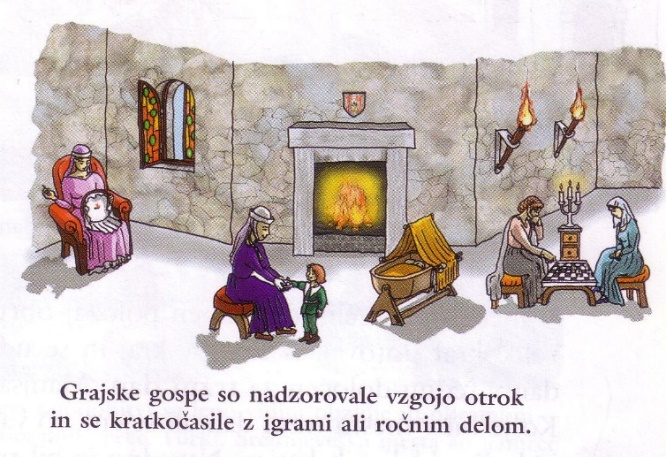 Grajske gospe so nadzorovale vzgojo otrok
in se kratkočasile z igrami ali ročnim delom.